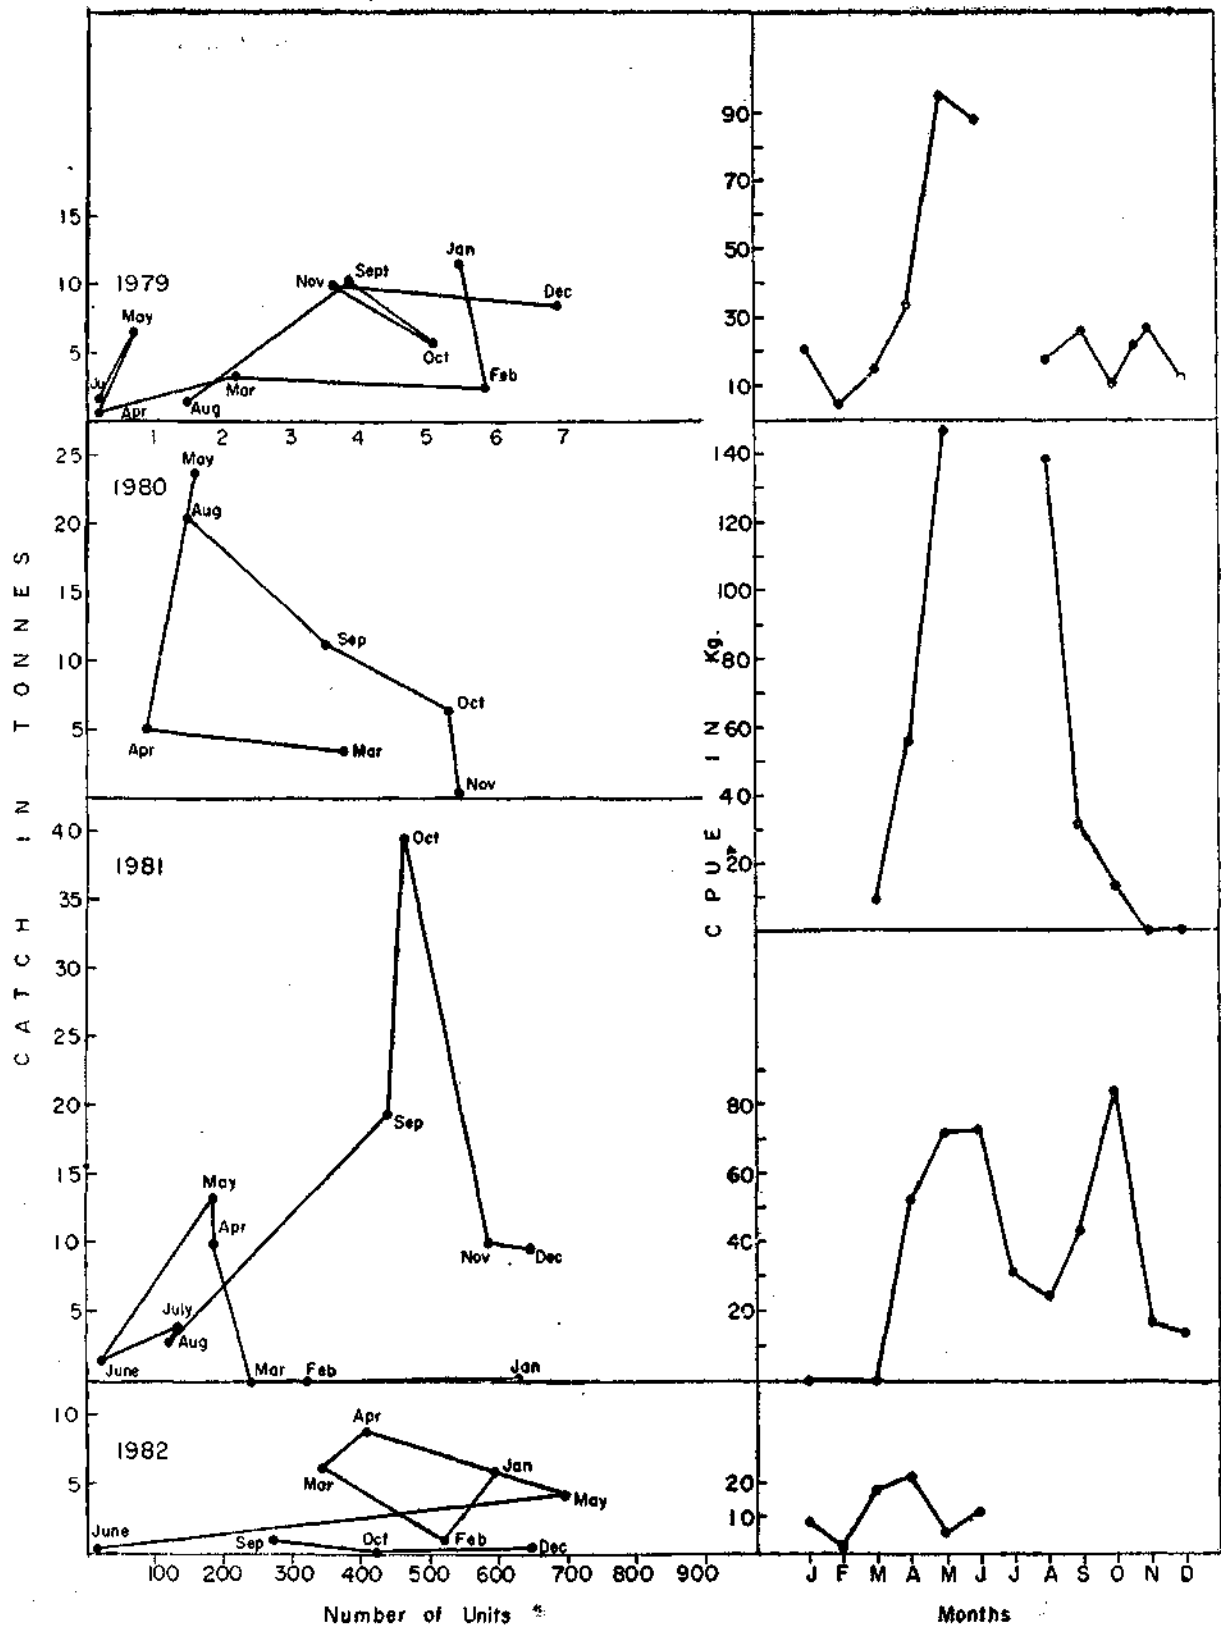 15
10
5
1979
May
Ju
Apr
Mar
Aug
Nov
Sept
Oct
Jan
Feb
Dec
1 2 3 4 5 6 7
25
20
15
10
5
1980
May
Aug
Sep
Oct
Nov
Apr
Mar
40
35
30
25
20
15
10
5
1981
Oct
Sep
May
Apr
July
Aug
June
Mar
Feb
Jan
Nov
Dec
10
5
1982
Apr
Mar
Jan
May
Feb
June
Sep
Oct
Dec
100 200 300 400 500 600 700 800 900
Number of Units *
CATCH IN TONNES
90
70
50
30
10
140
120
100
80
60
40
20
80
60
40
20
20
10
CPUE IN Kg.
J F M A M J J A S O N D
Months